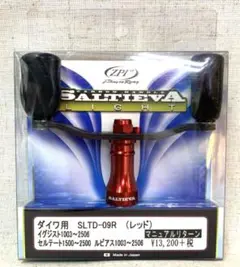 ZPI
SALTIEVA
LIGHT
SALTIEVA
ダイワ用 SLTD-09R (レッド)
イグジスト1003〜2506 マニュアルリターン
セルテート1500〜2500 ルビアス1003〜2506 ¥13,200+税
Made in Japan